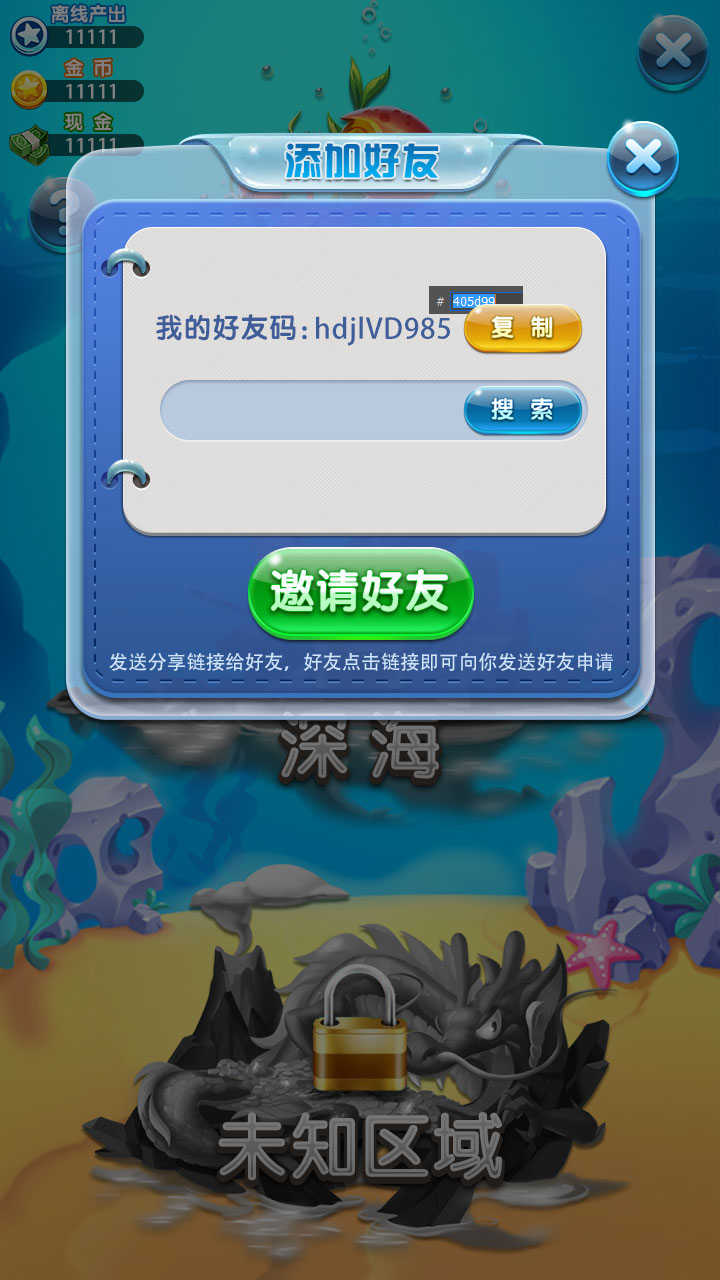 离线产出
11111
金币
11111
现金
11111
?
添加好友
# 405d99
我的好友码:hdjlVD985
复制
搜索
邀请好友
发送分享链接给好友，好友点击链接即可向你发送好友申请
深海
未知区域